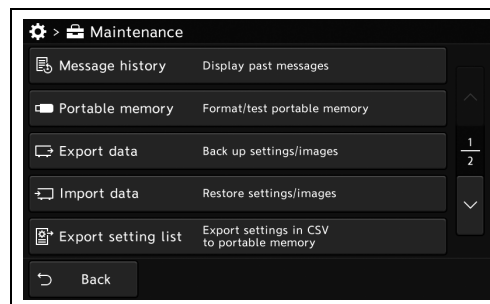 > Maintenance
Message history Display past messages
Portable memory Format/test portable memory
Export data Back up settings/images
Import data Restore settings/images
Export setting list Export settings in CSV
to portable memory
1
2
Back